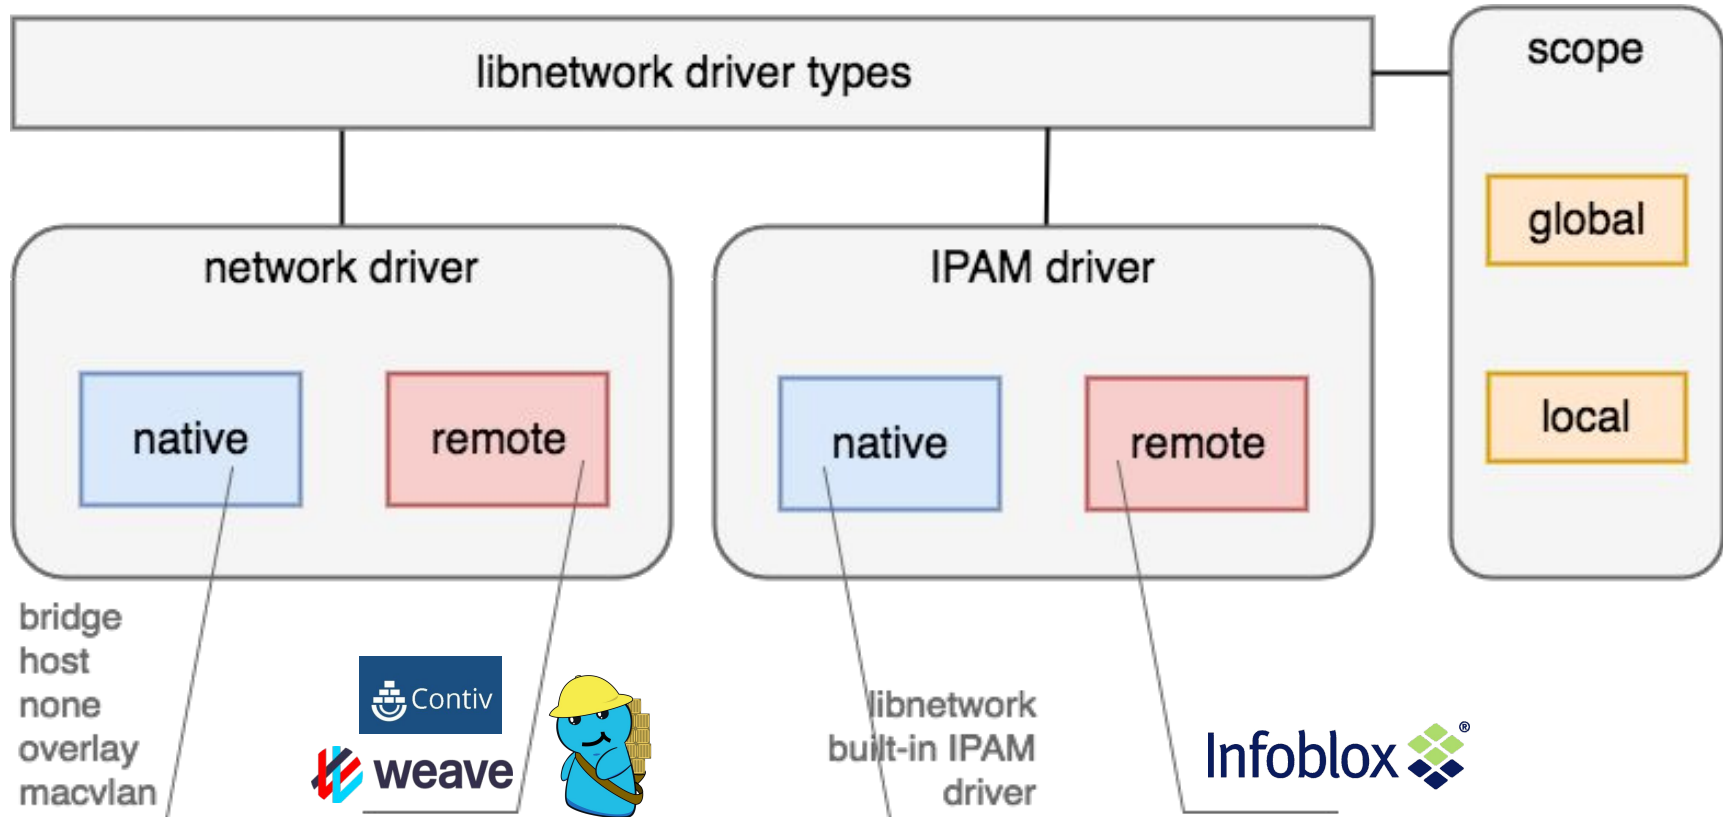 libnetwork driver types
scope
global
local
network driver
native
remote
IPAM driver
native
remote
bridge
host
none
overlay
macvlan
Contiv
weave
libnetwork
built-in IPAM
driver
Infoblox ®